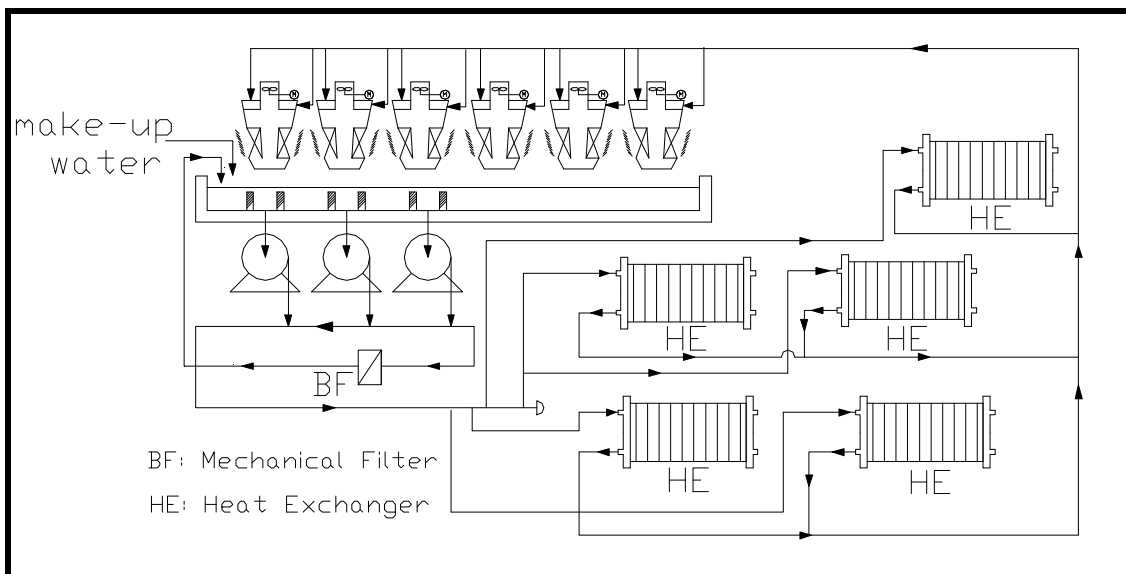 make-up
water
M
M
M
M
M
M
HE
HE
HE
BF
HE
HE
BF: Mechanical Filter
HE: Heat Exchanger